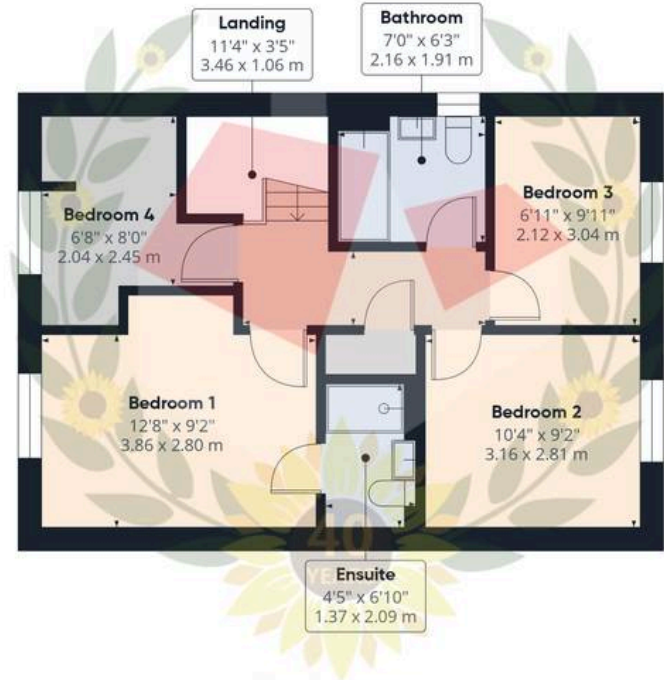 Landing
11'4" x 3'5"
3.46 x 1.06 m
Bathroom
7'0" x 6'3"
2.16 x 1.91 m
Bedroom 4
6'8" x 8'0"
2.04 x 2.45 m
Bedroom 3
6'11" x 9'11"
2.12 x 3.04 m
Bedroom 1
12'8" x 9'2"
3.86 x 2.80 m
Bedroom 2
10'4" x 9'2"
3.16 x 2.81 m
40
YEARS
Ensuite
4'5" x 6'10"
1.37 x 2.09 m